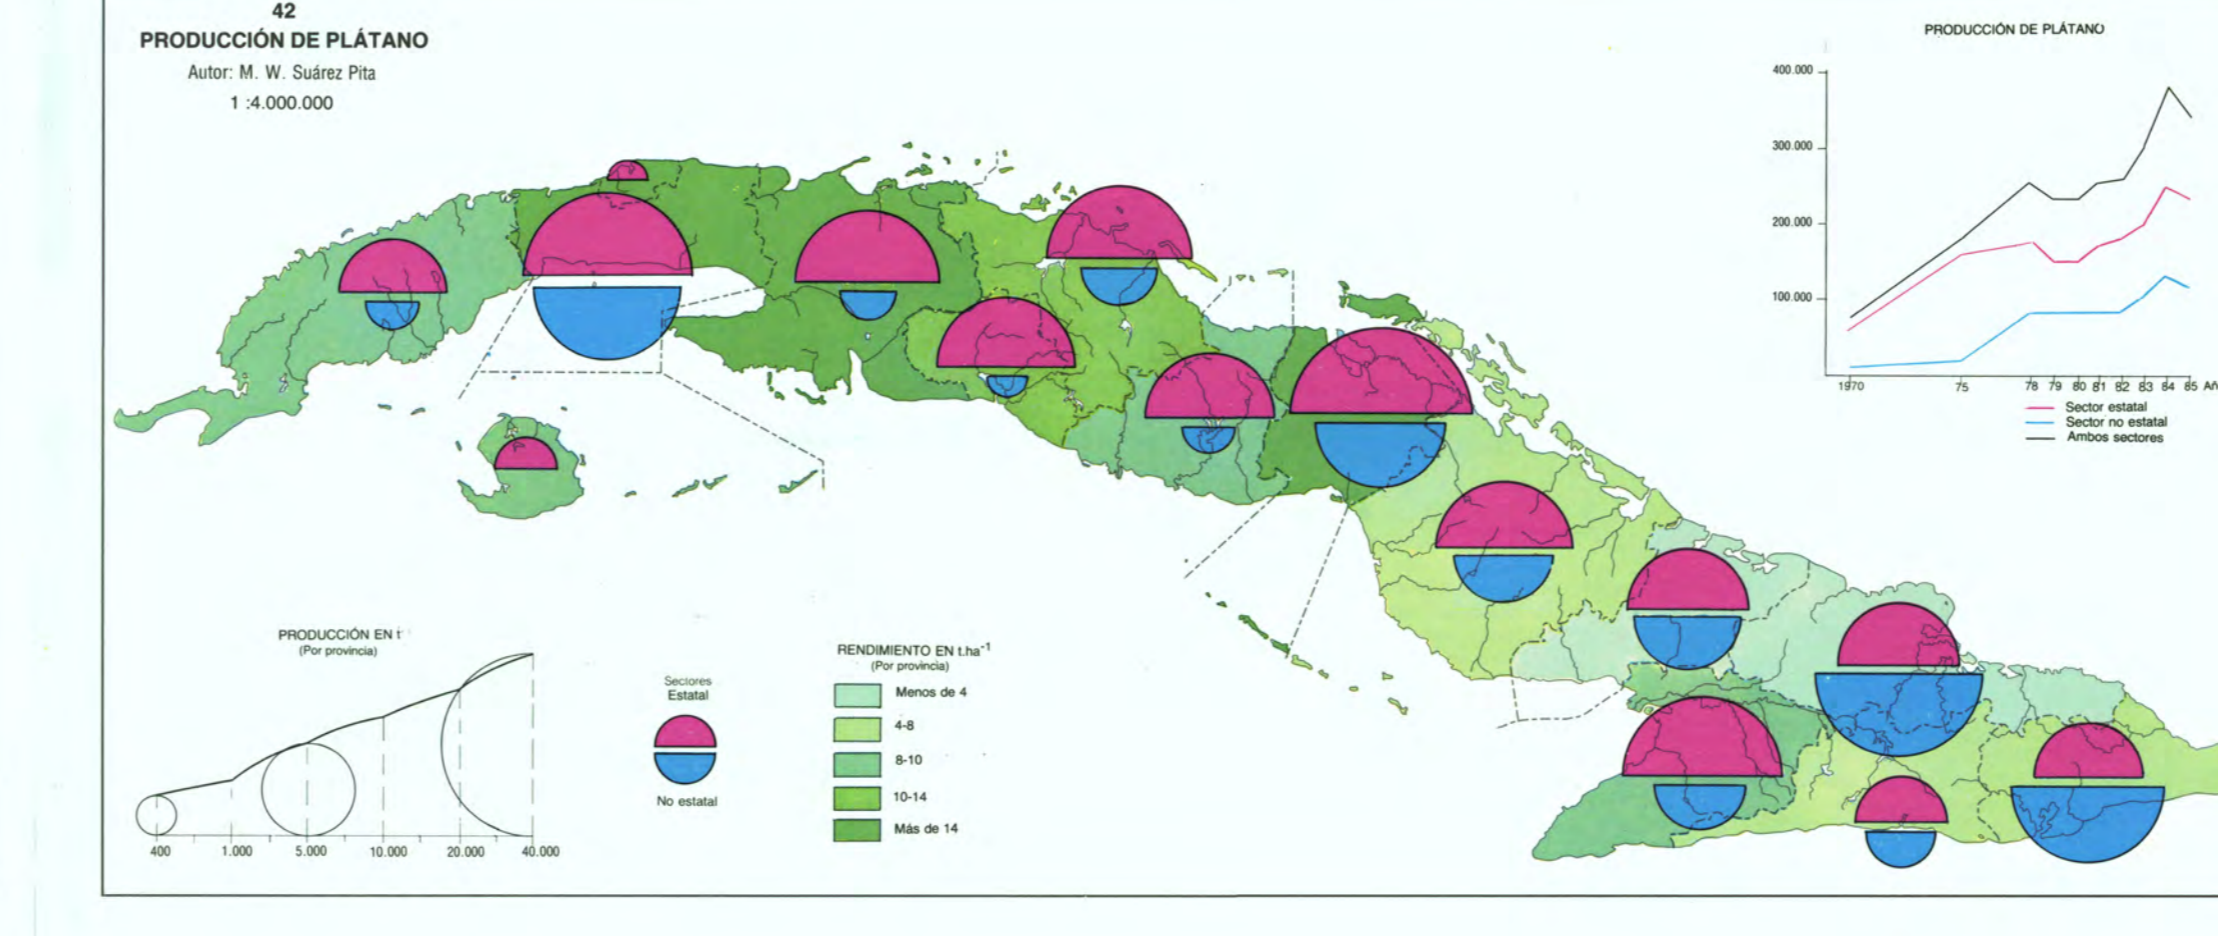 42
PRODUCCIÓN DE PLÁTANO
Autor: M. W. Suárez Pita
1 :4.000.000
PRODUCCIÓN DE PLÁTANO
400.000
300.000
200.000
100.000
1970 75 78 79 80 81 82 83 84 85
Sector estatal
Sector no estatal
Ambos sectores
PRODUCCIÓN EN t
(Por provincia)
400 1.000 5.000 10.000 20.000 40.000
Sectores
Estatal
No estatal
RENDIMIENTO EN t.ha⁻¹
(Por provincia)
Menos de 4
4-8
8-10
10-14
Más de 14